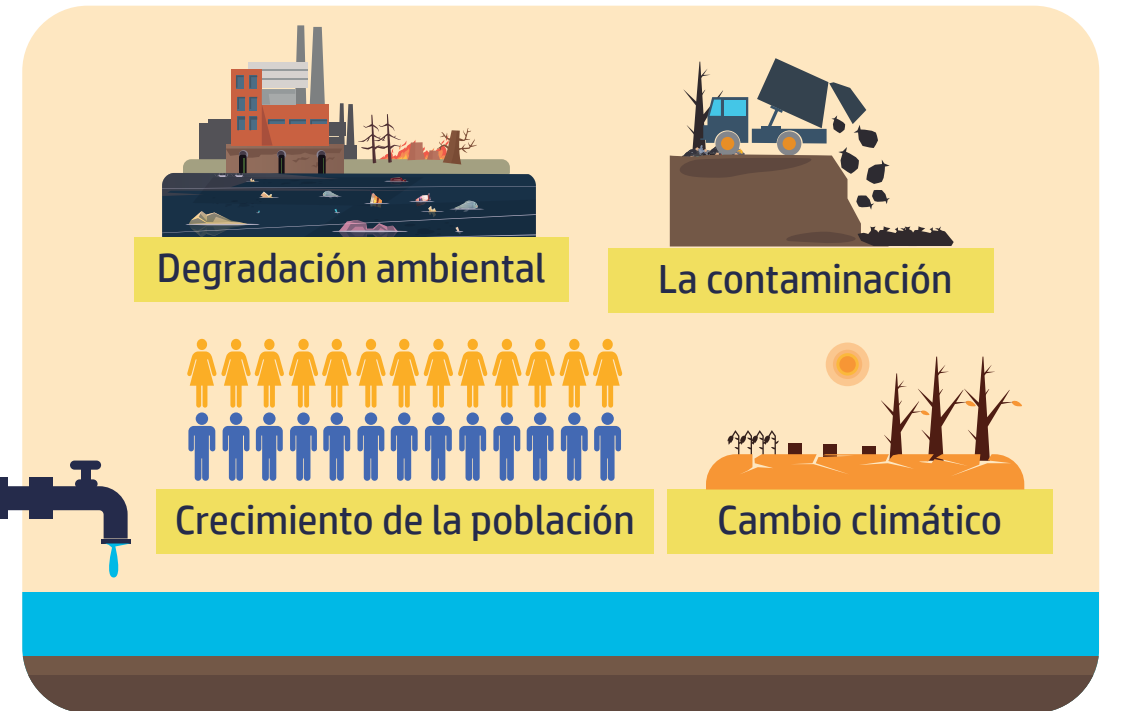 Degradación ambiental
La contaminación
Crecimiento de la población
Cambio climático